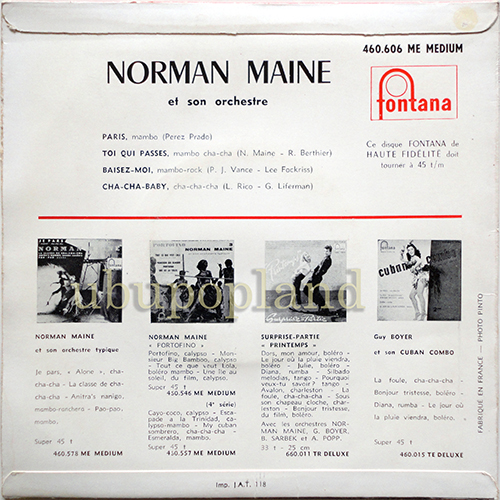 460.606 ME MEDIUM
NORMAN MAINE
et son orchestre
fontana
PARIS, mambo (Perez Prado)
TOI QUI PASSES, mambo cha-cha (N. Maine - R. Berthier)
BAISEZ-MOI, mambo-rock (P. J. Vance - Lee Pockriss)
CHA-CHA-BABY, cha-cha-cha (L. Rico - G. Liferman)
Ce disque FONTANA de
HAUTE FIDÉLITÉ doit
tourner à 45 t/m
JE PARS
NORMAN
NORMAN MAINE
cuban
ubupopland
Surprise-Partie
NORMAN MAINE
et son orchestre typique
Je pars, « Alone », cha-
cha - La classe de cha-
cha - Anitra's nanigo,
mambo-ranchera - Pao-pao,
mambo.
Super 45 t
460.578 ME MEDIUM
NORMAN MAINE
« PORTOFINO »
Portofino, calypso - Mon-
sieur Big Bamboo, calypso
- Tout ce que veut Lola,
boléro mambo - Une île au
soleil, du film, calypso.
Super 45 t
450.546 ME MEDIUM
(4e série)
Cayo-coco, calypso - Esca-
pade a la Trinidad, ca-
lypso-mambo - My cuban
sombrero, cha-cha-cha -
Esmeralda, mambo.
Super 45 t
460.557 ME MEDIUM
SURPRISE-PARTIE
« PRINTEMPS »
Dors, mon amour, boléro -
Le jour où la pluie viendra,
boléro - Julie, boléro -
Diana, rumba - Silbado
melodias, tango - Pourquoi
veux-tu savoir ? tango -
Avalon, charleston - La
foule, cha-cha-cha - Sous
son chapeau cloche, char-
leston - Bonjour tristesse,
du film, boléro.
Avec les orchestres NOR-
MAN MAINE, G. BOYER,
B. SARBEK et A. POPP.
33 t - 25 cm
660.011 TR DELUXE
Guy BOYER
et son CUBAN COMBO
La foule, cha-cha-cha -
Bonjour tristesse, boléro -
Diana, rumba - Le jour où
la pluie viendra, boléro.
Super 45 t
460.015 TE DELUXE
FABRIQUÉ EN FRANCE - PHOTO PINTO
Imp. J.A.T. 118